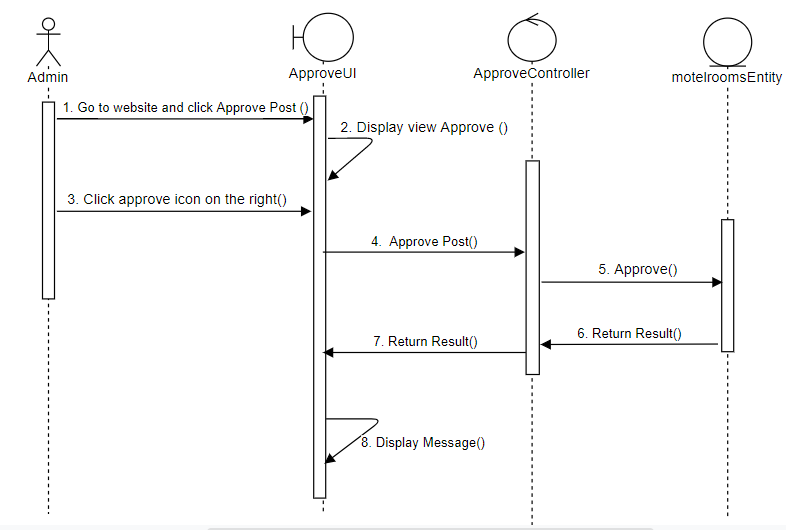 Admin
ApproveUI
ApproveController
motelroomsEntity
1. Go to website and click Approve Post ()
2. Display view Approve ()
3. Click approve icon on the right()
4.  Approve Post()
5. Approve()
6. Return Result()
7. Return Result()
8. Display Message()